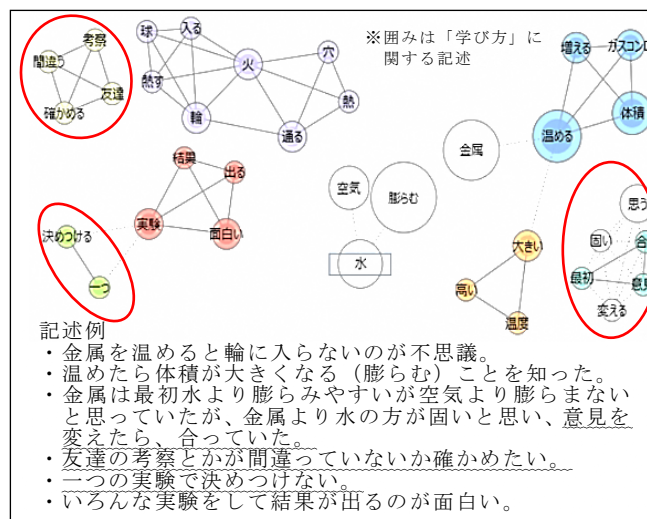 ※囲みは「学び方」に
関する記述
考察
間違う
友達
確かめる
球
入る
火
穴
熱す
輪
熱
通る
増える
ガスコンロ
体積
温める
金属
結果
出る
実験
面白い
決めつける
一つ
空気
膨らむ
水
大きい
高い
温度
思う
固い
合
最初
意見
変える
記述例
・金属を温めると輪に入らないのが不思議。
・温めたら体積が大きくなる（膨らむ）ことを知った。
・金属は最初水より膨らみやすいが空気より膨らまない
と思っていたが、金属より水の方が固いと思い、意見を
変えたら、合っていた。
・友達の考察とかが間違っていないか確かめたい。
・一つの実験で決めつけない。
・いろんな実験をして結果が出るのが面白い。